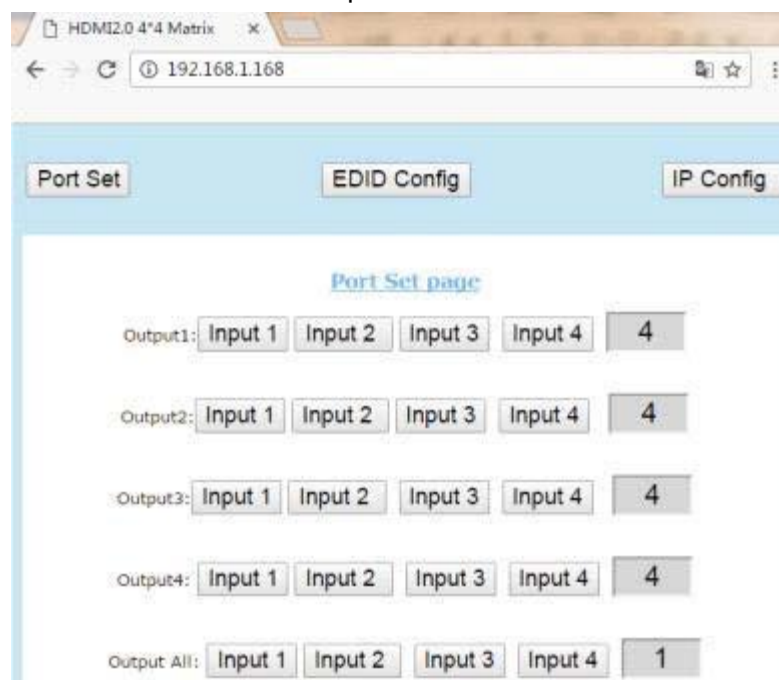 HDMI2.0 4*4 Matrix
192.168.1.168
Port Set EDID Config IP Config
Port Set page
Output1: Input 1 Input 2 Input 3 Input 4 4
Output2: Input 1 Input 2 Input 3 Input 4 4
Output3: Input 1 Input 2 Input 3 Input 4 4
Output4: Input 1 Input 2 Input 3 Input 4 4
Output All: Input 1 Input 2 Input 3 Input 4 1